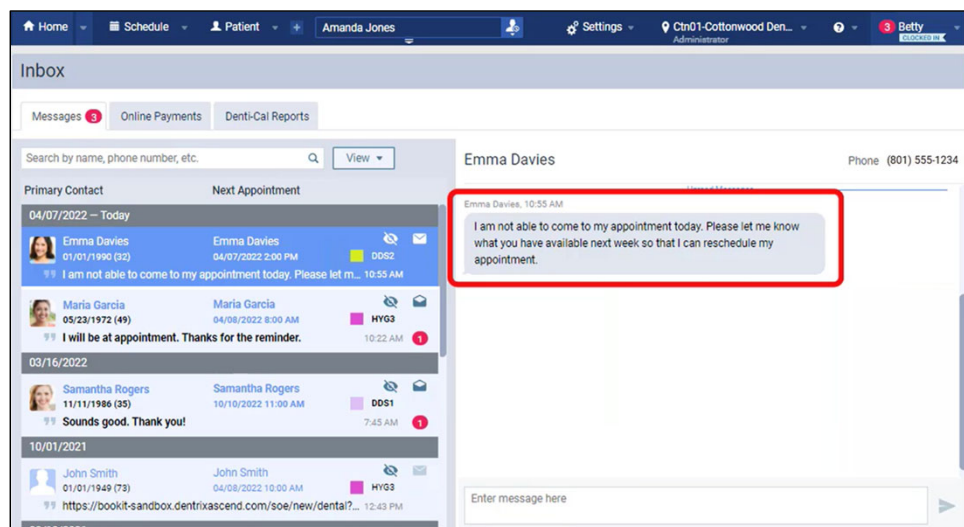 Home Schedule Patient + Amanda Jones Settings Ctn01-Cottonwood Den... ? 3 Betty
Administrator CLOCKED IN
Inbox
Messages 3 Online Payments Denti-Cal Reports
Search by name, phone number, etc. View
Primary Contact Next Appointment
04/07/2022 – Today
Emma Davies Emma Davies
01/01/1990 (32) 04/07/2022 2:00 PM DDS2
I am not able to come to my appointment today. Please let m... 10:55 AM
Maria Garcia Maria Garcia
05/23/1972 (49) 04/08/2022 8:00 AM HYG3
I will be at appointment. Thanks for the reminder. 10:22 AM 1
03/16/2022
Samantha Rogers Samantha Rogers
11/11/1986 (35) 10/10/2022 11:00 AM DDS1
Sounds good. Thank you! 7:45 AM 1
10/01/2021
John Smith John Smith
01/01/1949 (73) 04/08/2022 10:00 AM HYG3
https://bookit-sandbox.dentrixascend.com/soe/new/dental?... 12:43 PM
Emma Davies Phone (801) 555-1234
Emma Davies, 10:55 AM
I am not able to come to my appointment today. Please let me know
what you have available next week so that I can reschedule my
appointment.
Enter message here